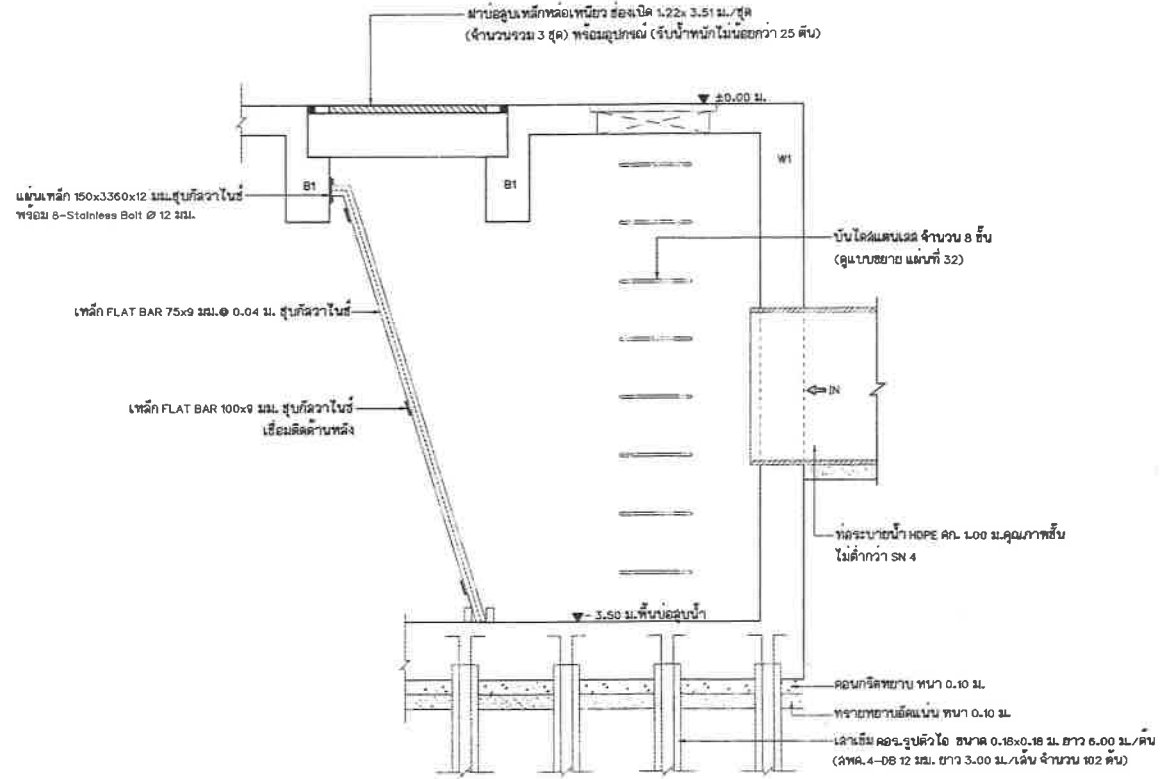 ฝาบ่อสูบเหล็กหล่อเหนียว ช่องเปิด 1.22x 3.51 ม./ชุด
(จำนวนรวม 3 ชุด) พร้อมอุปกรณ์ (รับน้ำหนักไม่น้อยกว่า 25 ตัน)
±0.00 ม.
W1
B1
B1
แผ่นเหล็ก 150x3360x12 มม.ชุบกัลวาไนซ์
พร้อม 8-Stainless Bolt Ø 12 มม.
บันไดสแตนเลส จำนวน 8 ขั้น
(ดูแบบขยาย แผ่นที่ 32)
เหล็ก FLAT BAR 75x9 มม.@ 0.04 ม. ชุบกัลวาไนซ์
IN
เหล็ก FLAT BAR 100x9 มม. ชุบกัลวาไนซ์
เชื่อมติดด้านหลัง
ท่อระบายน้ำ HDPE ศก. 1.00 ม.คุณภาพชั้น
ไม่ต่ำกว่า SN 4
- 3.50 ม.พื้นบ่อสูบน้ำ
คอนกรีตหยาบ หนา 0.10 ม.
ทรายหยาบอัดแน่น หนา 0.10 ม.
เสาเข็ม คอร.รูปตัวไอ ขนาด 0.18x0.18 ม. ยาว 6.00 ม./ต้น
(สพค.4-DB 12 มม. ยาว 3.00 ม./เส้น จำนวน 102 ต้น)